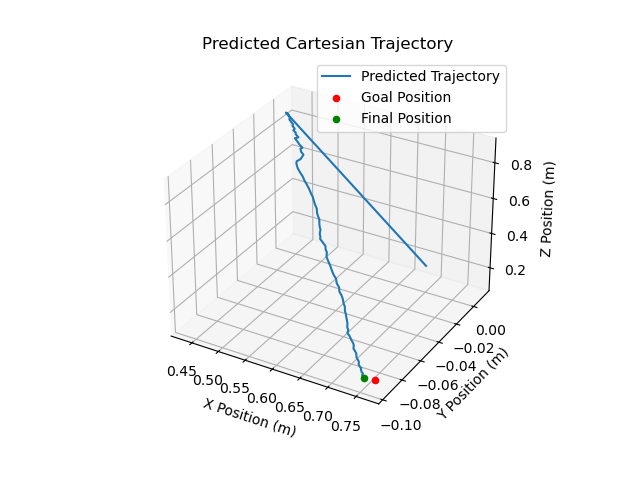 Predicted Cartesian Trajectory
Predicted Trajectory
Goal Position
Final Position
0.8
0.6
0.4
0.2
Z Position (m)
0.00
−0.02
−0.04
−0.06
−0.08
−0.10
Y Position (m)
0.45
0.50
0.55
0.60
0.65
0.70
0.75
X Position (m)